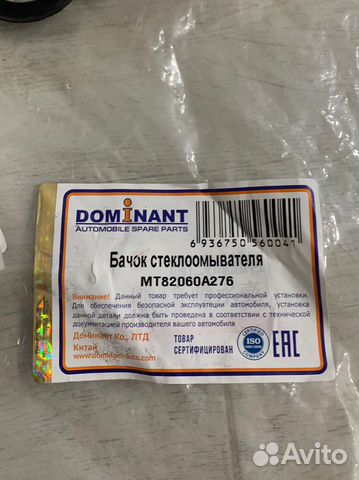 DOMINANT
AUTOMOBILE SPARE PARTS
6 936750 560041
Бачок стеклоомывателя
MT82060A276
Внимание! Данный товар требует профессиональной установки.
Для обеспечения безопасной эксплуатации автомобиля, установка
данной детали должна быть проведена в соответствии с технической
документацией производителя вашего автомобиля
Доминант Ко., ЛТД
Китай
www.dominant-auto.com
ТОВАР
СЕРТИФИЦИРОВАН
CERTIFIED
ISO
COMPANY
EAC
Avito